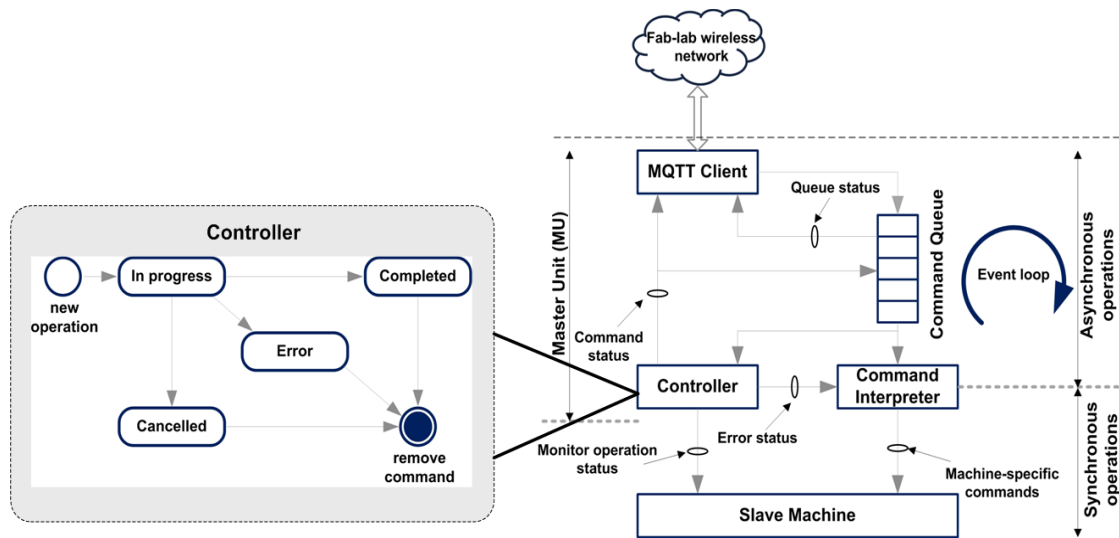 Fab-lab wireless
network
MQTT Client
Queue status
Command Queue
Event loop
Asynchronous
operations
Master Unit (MU)
Command
status
Controller
Command
Interpreter
Error status
Monitor operation
status
Machine-specific
commands
Slave Machine
Synchronous
operations
Controller
In progress
Completed
new
operation
Error
Cancelled
remove
command